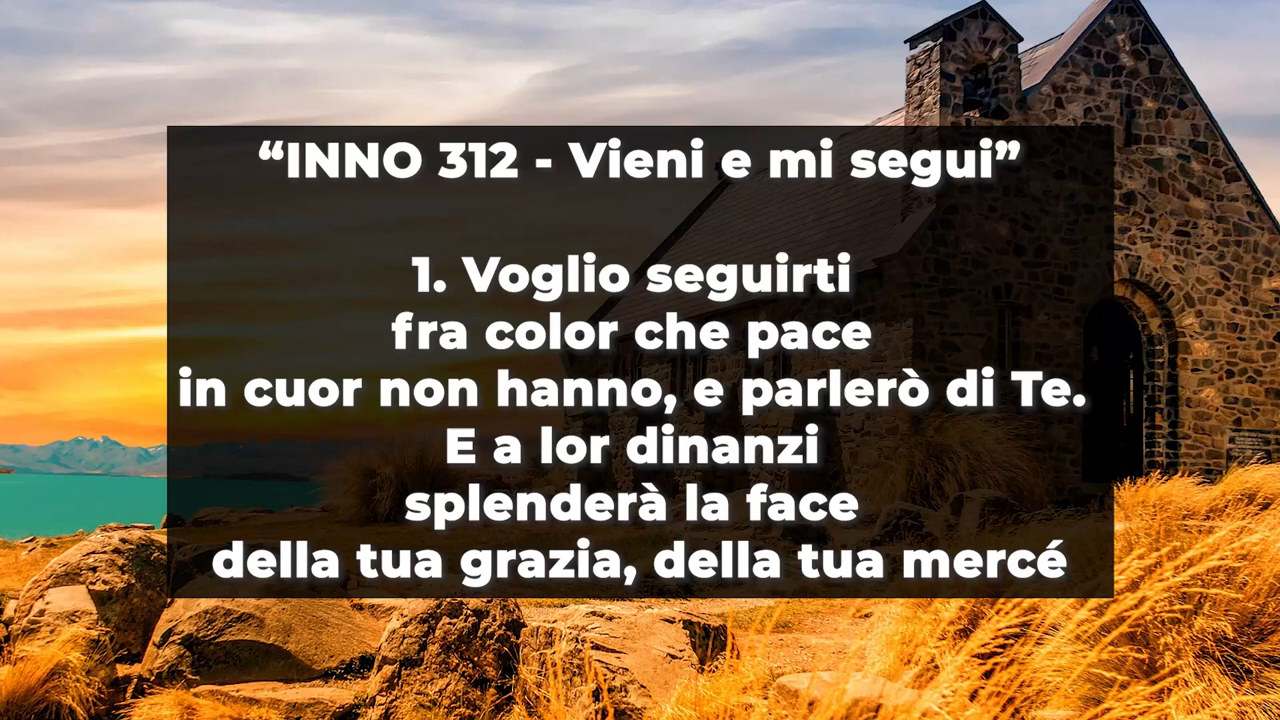 “INNO 312 - Vieni e mi segui”
1. Voglio seguirti
fra color che pace
in cuor non hanno, e parlerò di Te.
E a lor dinanzi
splenderà la face
della tua grazia, della tua mercé